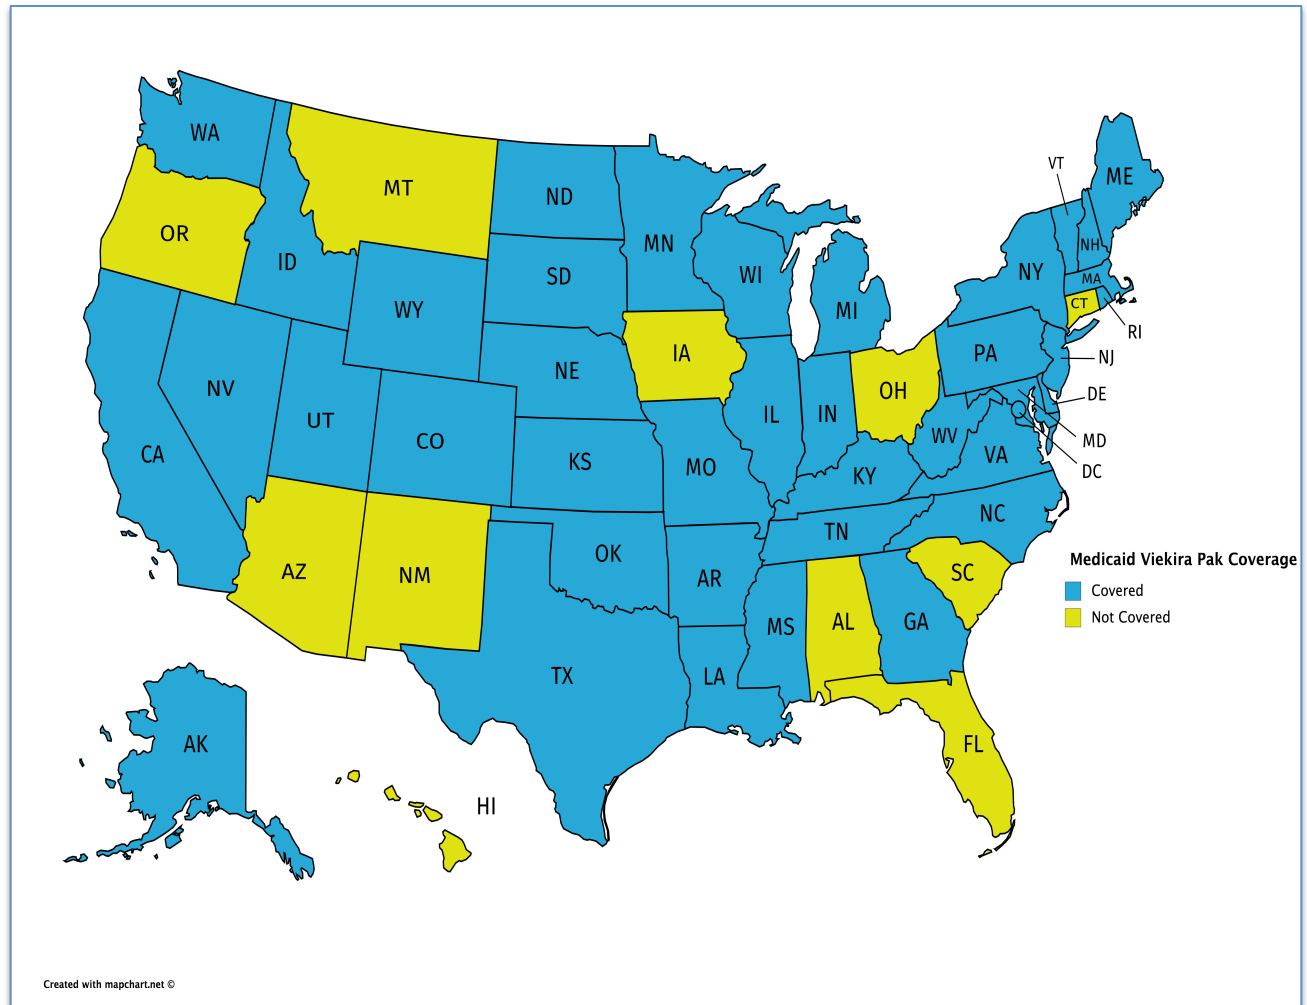 WA
MT
ND
OR
ID
MN
SD
WY
WI
MI
NY
VT
NH
ME
MA
CT
RI
IA
NE
PA
NJ
OH
DE
NV
UT
CO
IL
IN
WV
MD
CA
KS
MO
KY
VA
DC
NC
TN
OK
AZ
NM
AR
SC
MS
AL
GA
TX
LA
FL
AK
HI
Medicaid Viekira Pak Coverage
Covered
Not Covered
Created with mapchart.net ©